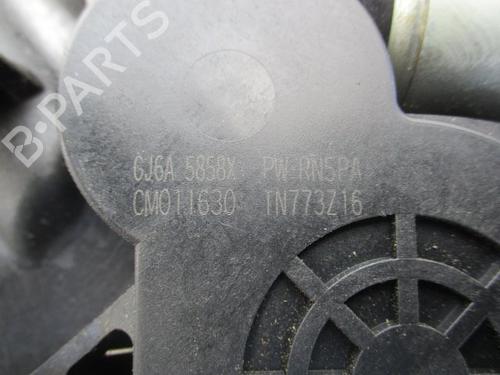 B-PARTS
GJ6A 5858X PW-RN5PA
CM011630 TN773Z16